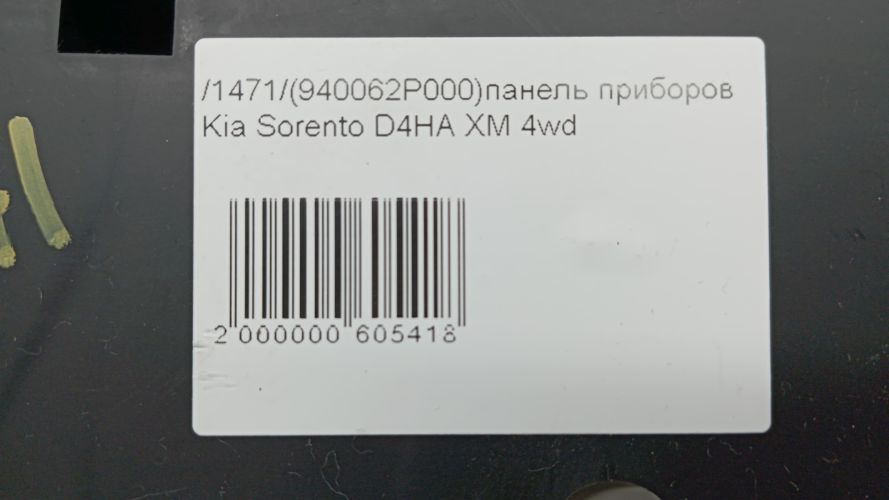 /1471/(940062P000)панель приборов
Kia Sorento D4HA XM 4wd
2 000000 605418